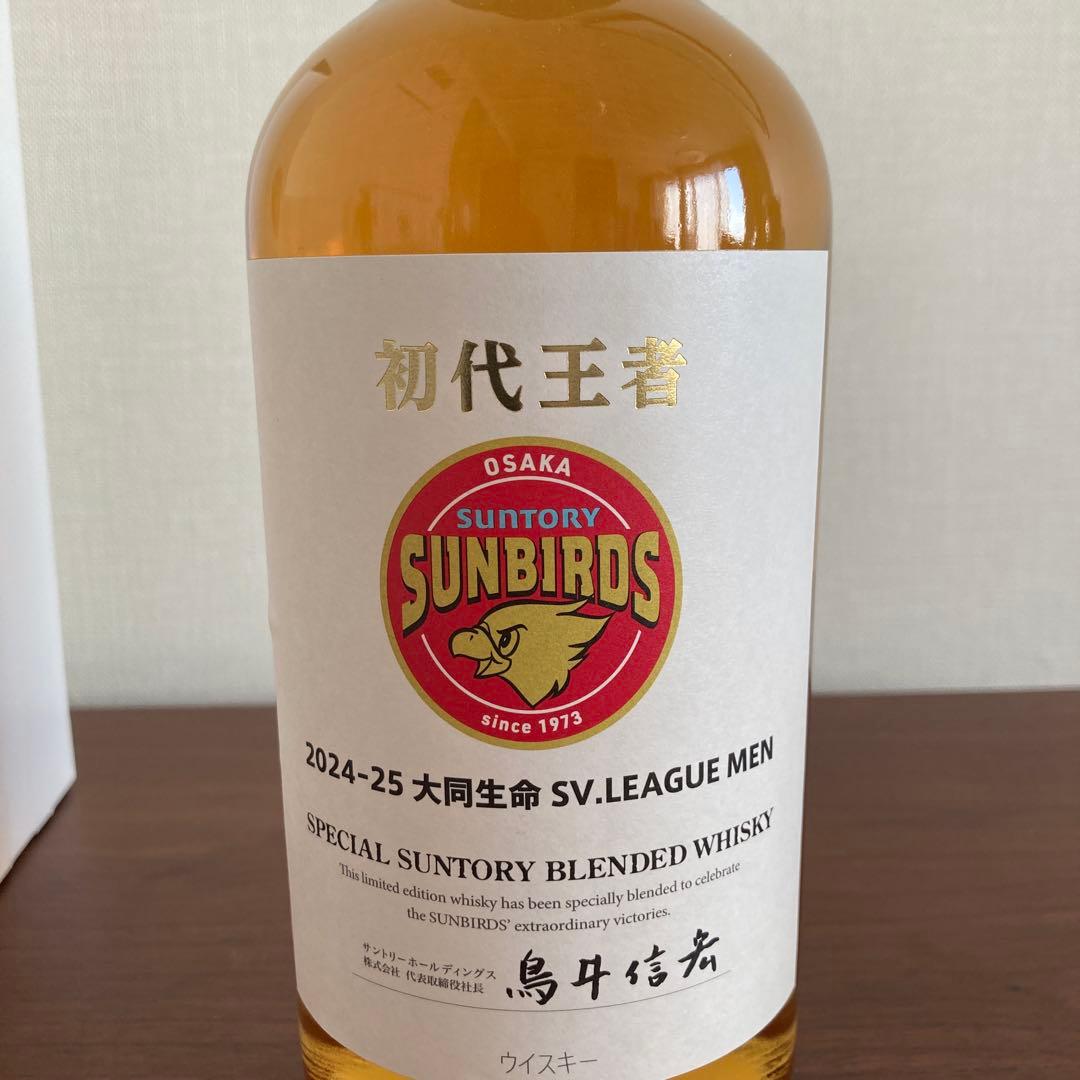 初代王者
OSAKA
SUNTORY
SUNBIRDS
since 1973
2024-25 大同生命 SV.LEAGUE MEN
SPECIAL SUNTORY BLENDED WHISKY
This limited edition whisky has been specially blended to celebrate
the SUNBIRDS' extraordinary victories.
サントリーホールディングス
株式会社 代表取締役社長
鳥井信宏
ウイスキー